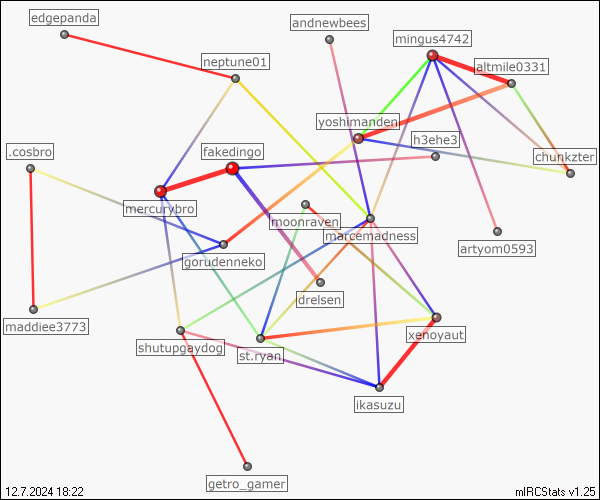 edgepanda
andnewbees
mingus4742
neptune01
altmile0331
yoshimanden
h3ehe3
.cosbro
fakedingo
chunkzter
mercurybro
moonraven
marcemadness
artyom0593
gorudenneko
drelsen
maddiee3773
xenoyaut
shutupgaydog
st.ryan
ikasuzu
getro_gamer
12.7.2024 18:22
mIRCStats v1.25